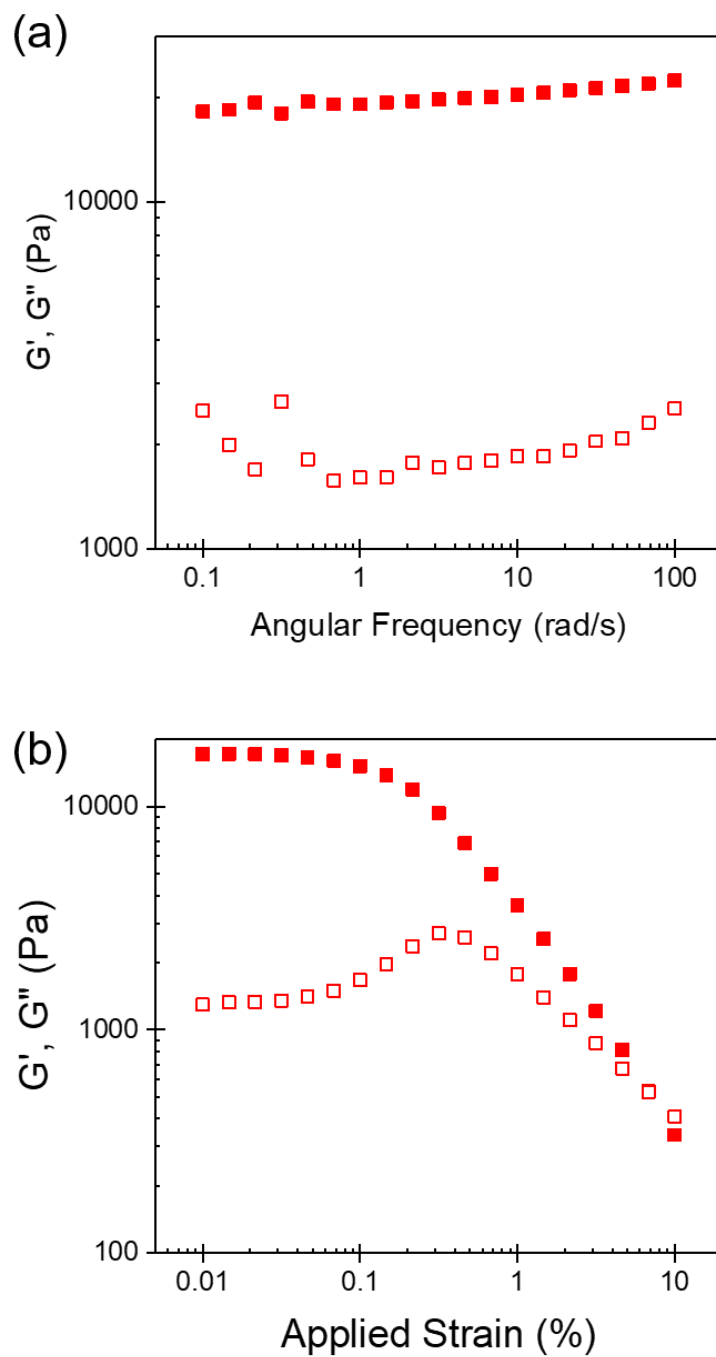 (a)
10000
1000
G', G" (Pa)
0.1 1 10 100
Angular Frequency (rad/s)
(b)
10000
1000
100
G', G" (Pa)
0.01 0.1 1 10
Applied Strain (%)